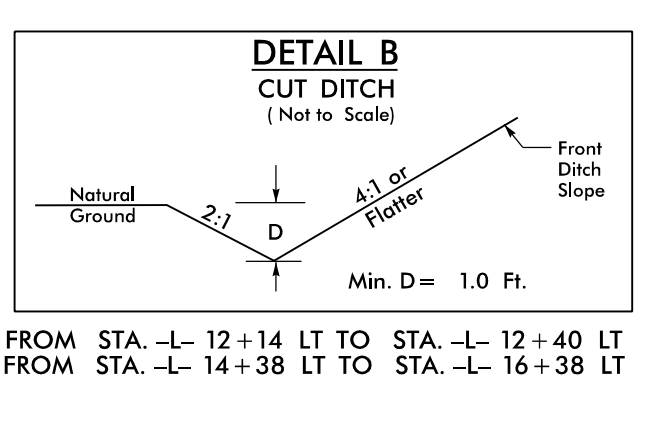 DETAIL B
CUT DITCH
( Not to Scale)
Natural
Ground
2:1
D
4:1 or
Flatter
Front
Ditch
Slope
Min. D= 1.0 Ft.
FROM STA. -L- 12+14 LT TO STA. -L- 12+40 LT
FROM STA. -L- 14+38 LT TO STA. -L- 16+38 LT